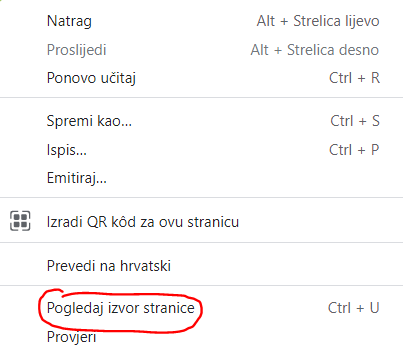 Natrag Alt + Strelica lijevo
Proslijedi Alt + Strelica desno
Ponovo učitaj Ctrl + R
Spremi kao... Ctrl + S
Ispis... Ctrl + P
Emitiraj...
Izradi QR kôd za ovu stranicu
Prevedi na hrvatski
Pogledaj izvor stranice Ctrl + U
Provjeri